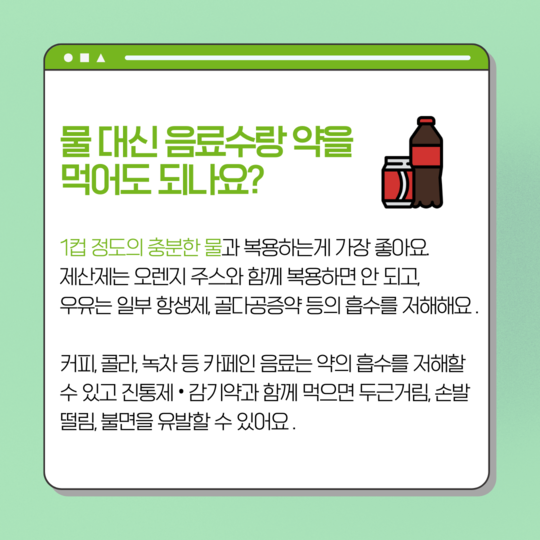 물 대신 음료수랑 약을
먹어도 되나요?
1컵 정도의 충분한 물과 복용하는게 가장 좋아요.
제산제는 오렌지 주스와 함께 복용하면 안 되고,
우유는 일부 항생제, 골다공증약 등의 흡수를 저해해요.
커피, 콜라, 녹차 등 카페인 음료는 약의 흡수를 저해할
수 있고 진통제 • 감기약과 함께 먹으면 두근거림, 손발
떨림, 불면을 유발할 수 있어요.